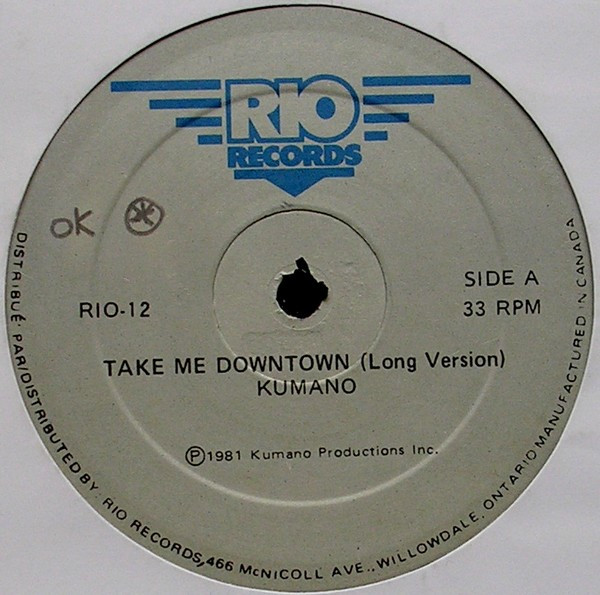 RIO
RECORDS
OK
RIO-12
SIDE A
33 RPM
TAKE ME DOWNTOWN (Long Version)
KUMANO
Ⓟ1981 Kumano Productions Inc.
DISTRIBUÉ PAR/DISTRIBUTED BY RIO RECORDS, 466 McNICOLL AVE., WILLOWDALE, ONTARIO MANUFACTURED IN CANADA